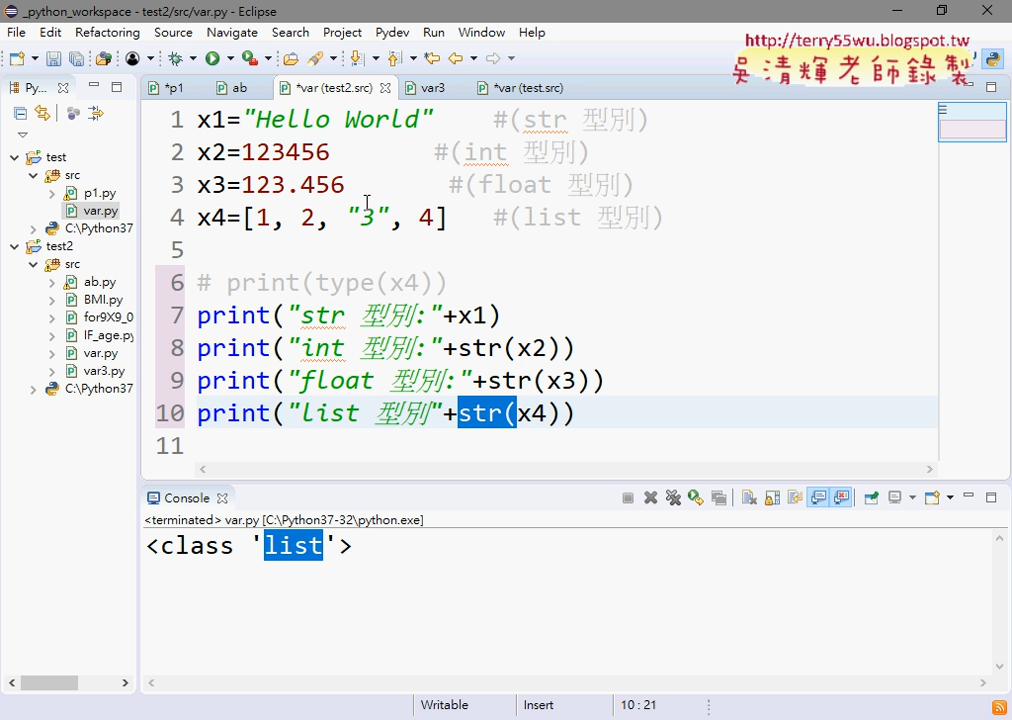 _python_workspace - test2/src/var.py - Eclipse
File Edit Refactoring Source Navigate Search Project Pydev Run Window Help
http://terry55wu.blogspot.tw
吳清輝老師錄製
Py...
*p1 ab *var (test2.src) var3 *var (test.src)
test
src
p1.py
var.py
C:\Python37
test2
src
ab.py
BMI.py
for9X9_0
IF_age.py
var.py
var3.py
C:\Python37
1 x1="Hello World" #(str 型別)
2 x2=123456 #(int 型別)
3 x3=123.456 #(float 型別)
4 x4=[1, 2, "3", 4] #(list 型別)
5
6 # print(type(x4))
7 print("str 型別:"+x1)
8 print("int 型別:"+str(x2))
9 print("float 型別:"+str(x3))
10 print("list 型別"+str(x4))
11
Console
<terminated> var.py [C:\Python37-32\python.exe]
<class 'list'>
Writable Insert 10 : 21